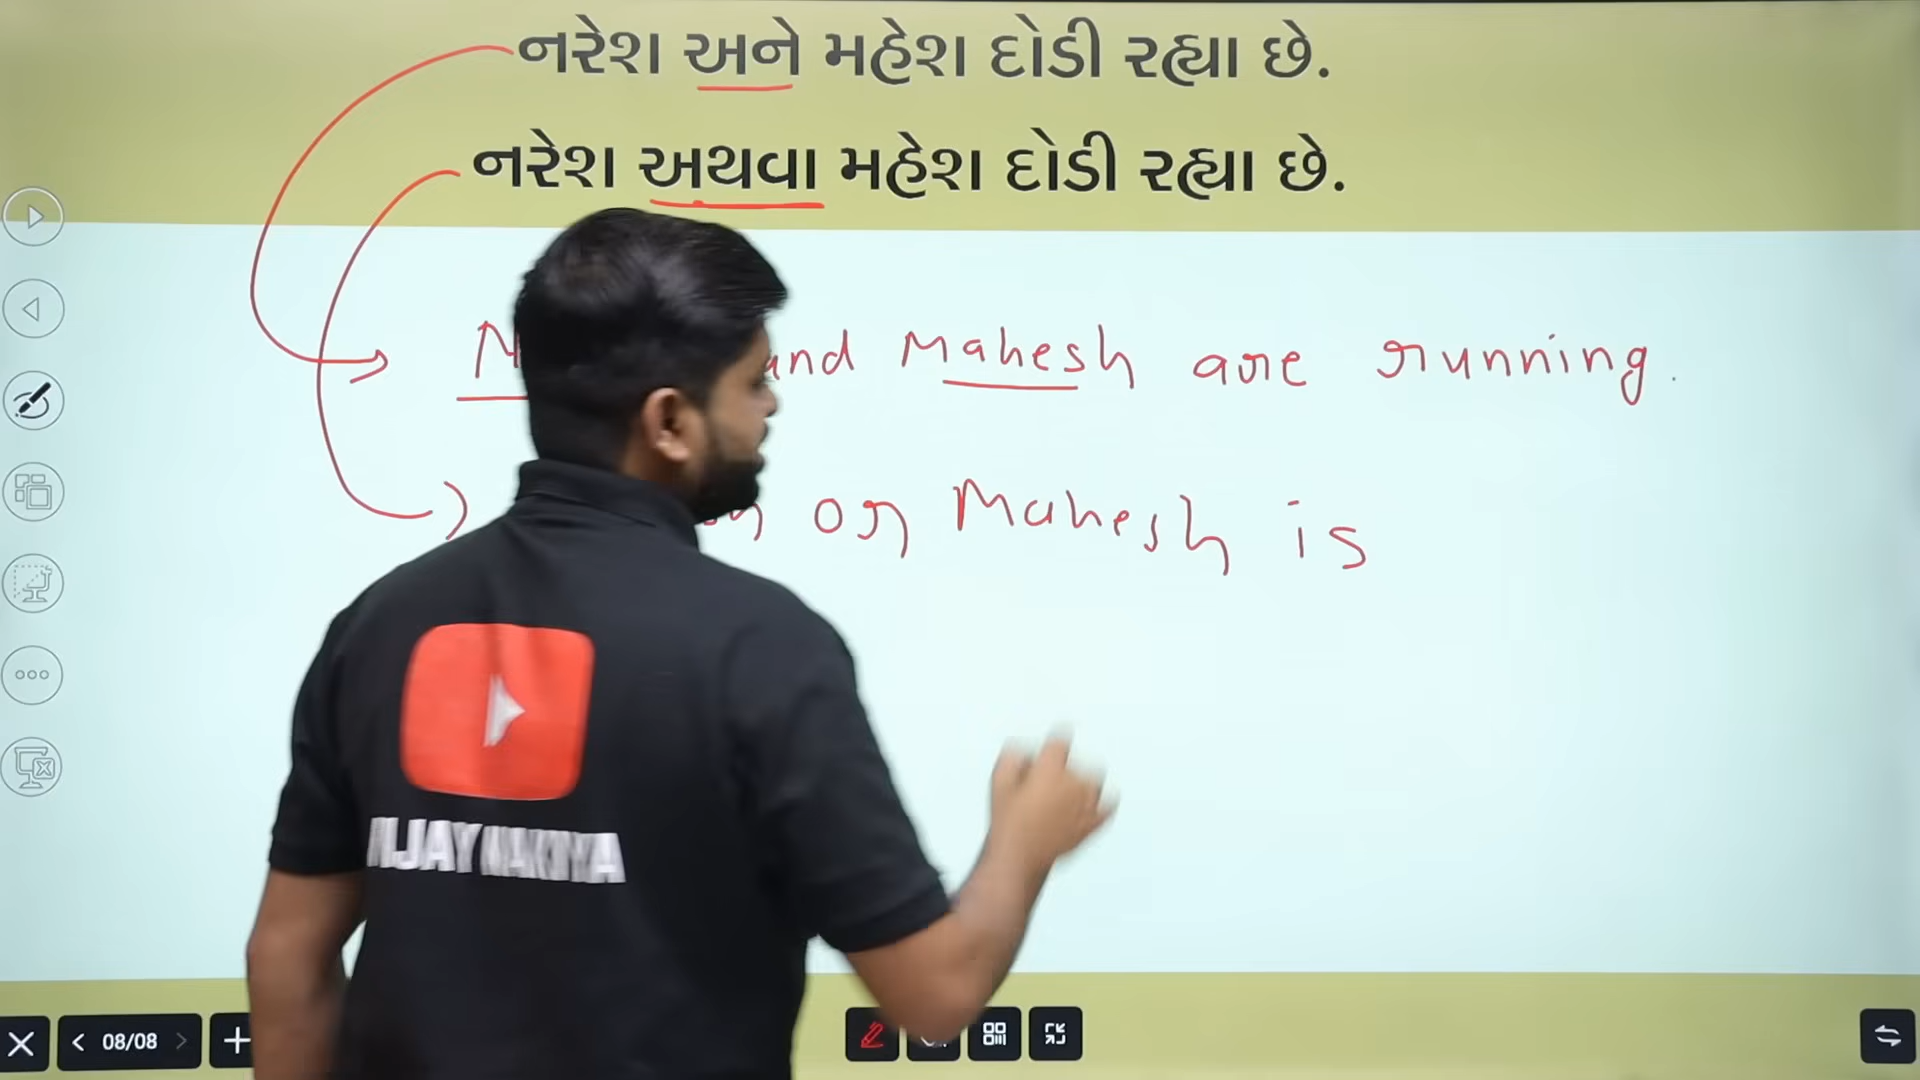 નરેશ અને મહેશ દોડી રહ્યા છે.
નરેશ અથવા મહેશ દોડી રહ્યા છે.
and Mahesh are running.
or Mahesh is
08/08